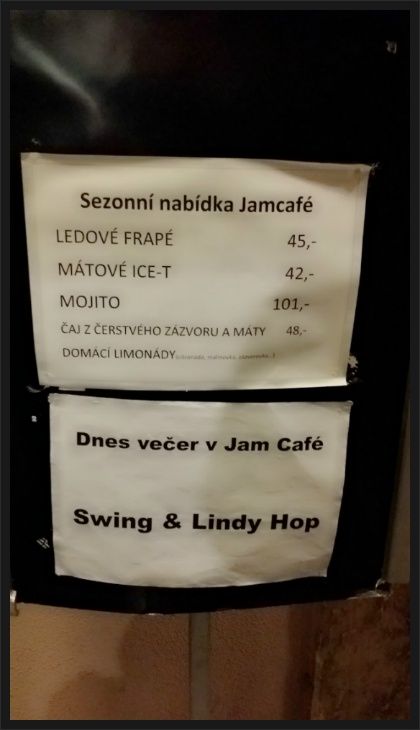 Sezonní nabídka Jamcafé
LEDOVÉ FRAPÉ 45,-
MÁTOVÉ ICE-T 42,-
MOJITO 101,-
ČAJ Z ČERSTVÉHO ZÁZVORU A MÁTY 48,-
DOMÁCÍ LIMONÁDY
Dnes večer v Jam Café
Swing & Lindy Hop